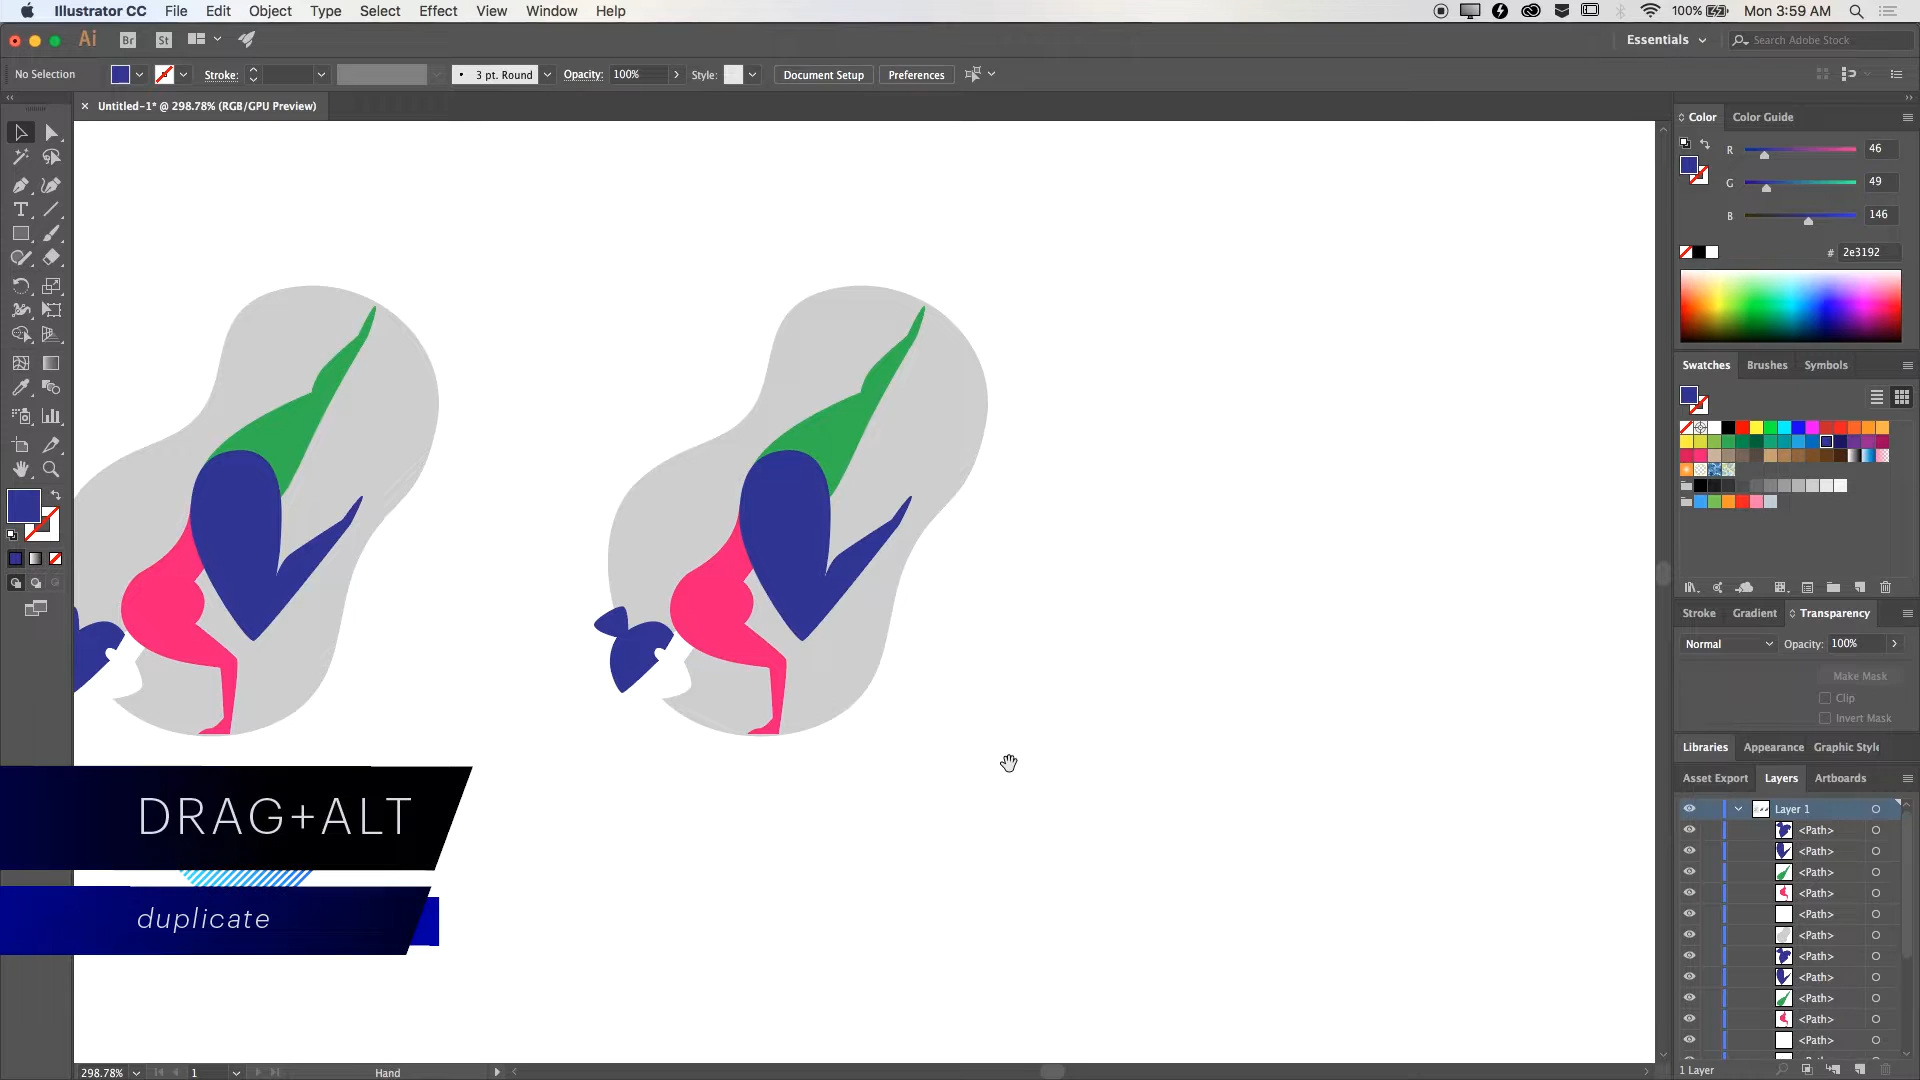 Illustrator CC File Edit Object Type Select Effect View Window Help 100% Mon 3:59 AM
Ai Br St Essentials Search Adobe Stock
No Selection Stroke: 3 pt. Round Opacity: 100% Style: Document Setup Preferences
Untitled-1* @ 298.78% (RGB/GPU Preview)
Color Color Guide
R 46
G 49
B 146
# 2e3192
Swatches Brushes Symbols
Stroke Gradient Transparency
Normal Opacity: 100%
Make Mask
Clip
Invert Mask
Libraries Appearance Graphic Style
Asset Export Layers Artboards
Layer 1
<Path>
<Path>
<Path>
<Path>
<Path>
<Path>
<Path>
<Path>
<Path>
<Path>
<Path>
DRAG+ALT
duplicate
298.78% 1 Hand
1 Layer